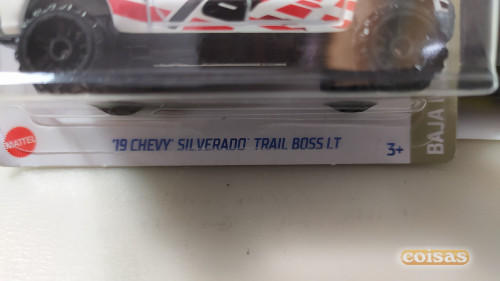 MATTEL
'19 CHEVY SILVERADO TRAIL BOSS LT
3+
BAJA
coisas